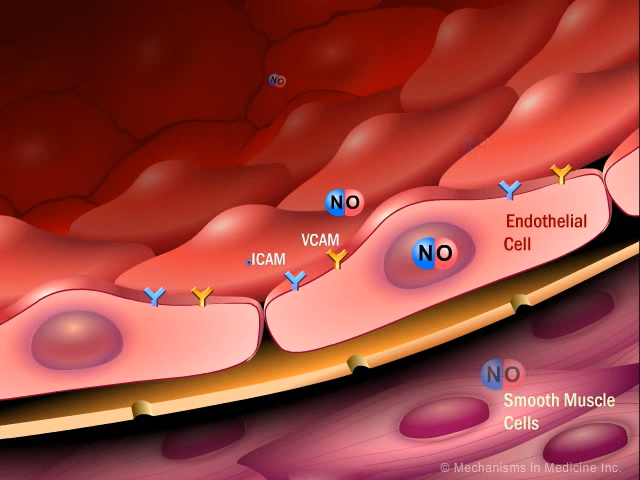 NO
NO
VCAM
ICAM
Endothelial
Cell
NO
NO
Smooth Muscle
Cells
© Mechanisms in Medicine Inc.